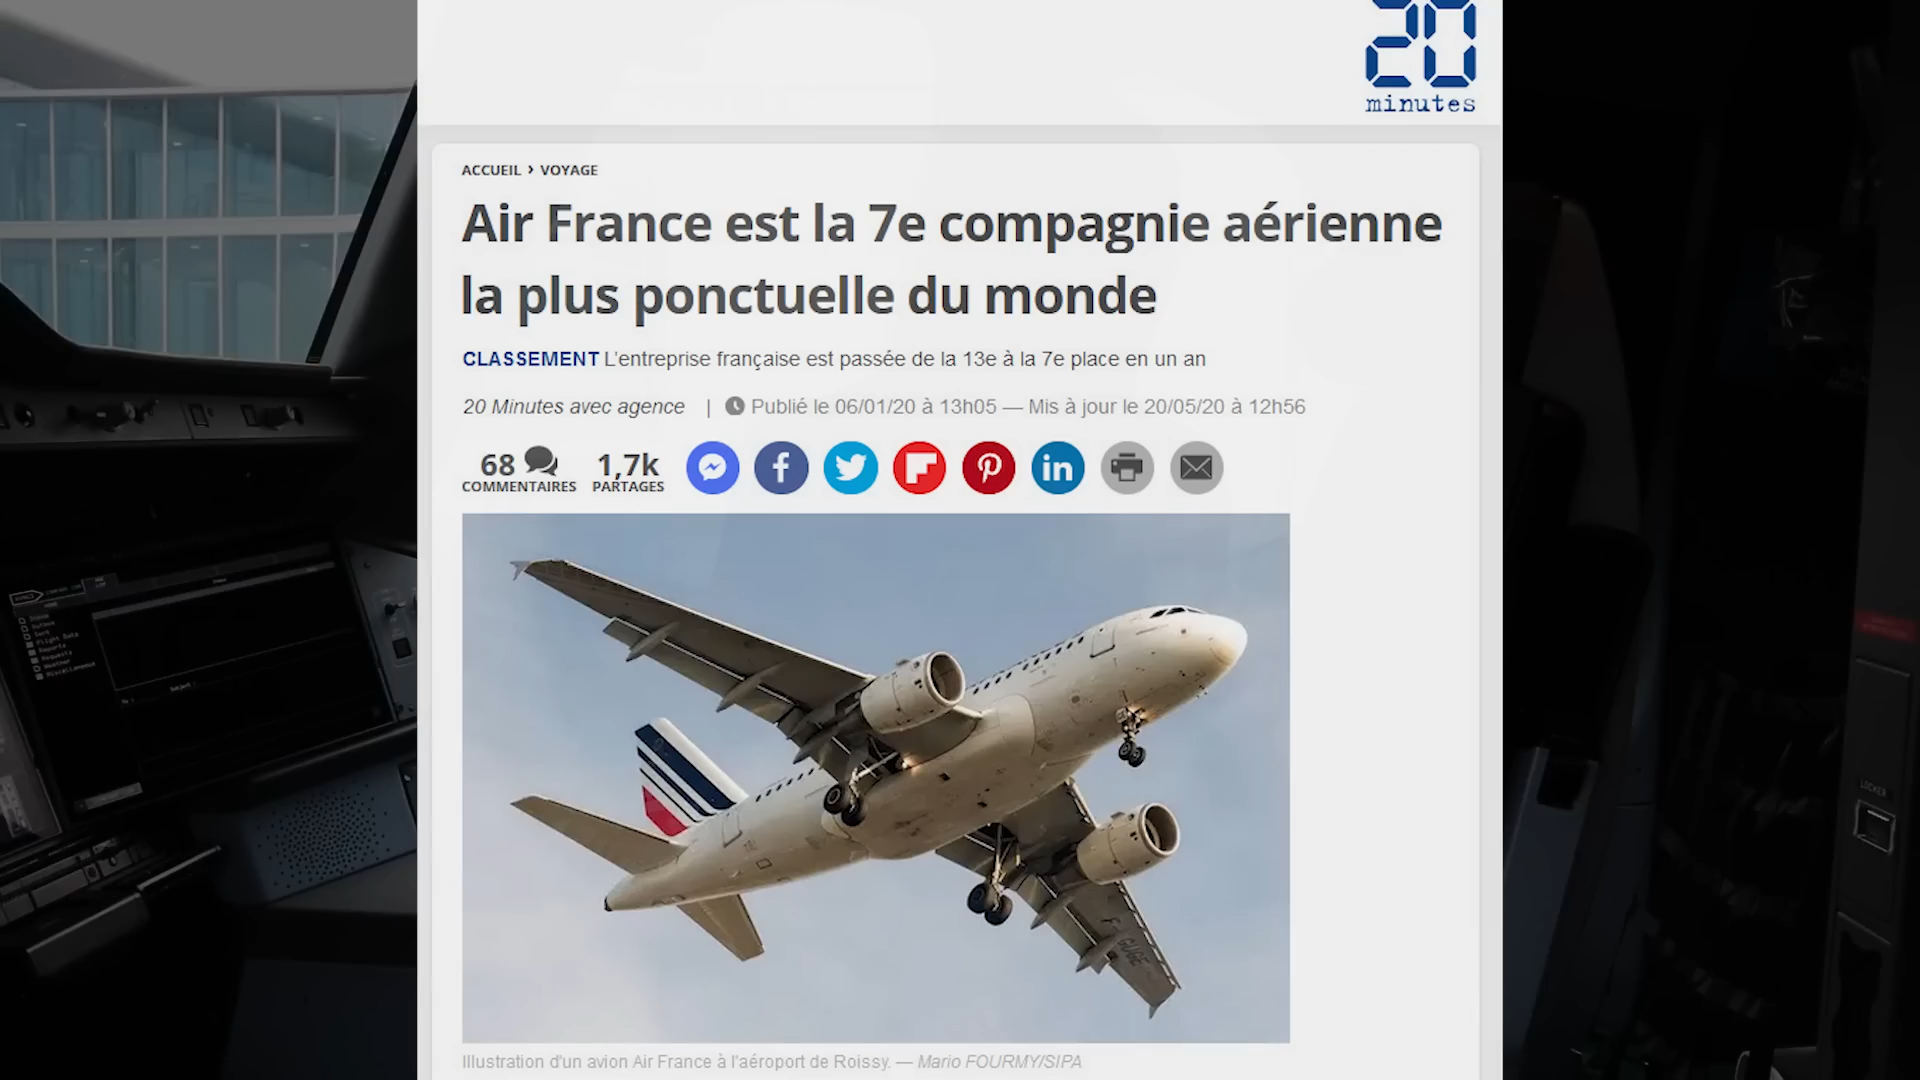 20
minutes
ACCUEIL › VOYAGE
Air France est la 7e compagnie aérienne
la plus ponctuelle du monde
CLASSEMENT L'entreprise française est passée de la 13e à la 7e place en un an
20 Minutes avec agence | Publié le 06/01/20 à 13h05 — Mis à jour le 20/05/20 à 12h56
68 1,7k
COMMENTAIRES PARTAGES
Illustration d'un avion Air France à l'aéroport de Roissy. — Mario FOURMY/SIPA
LOCKER